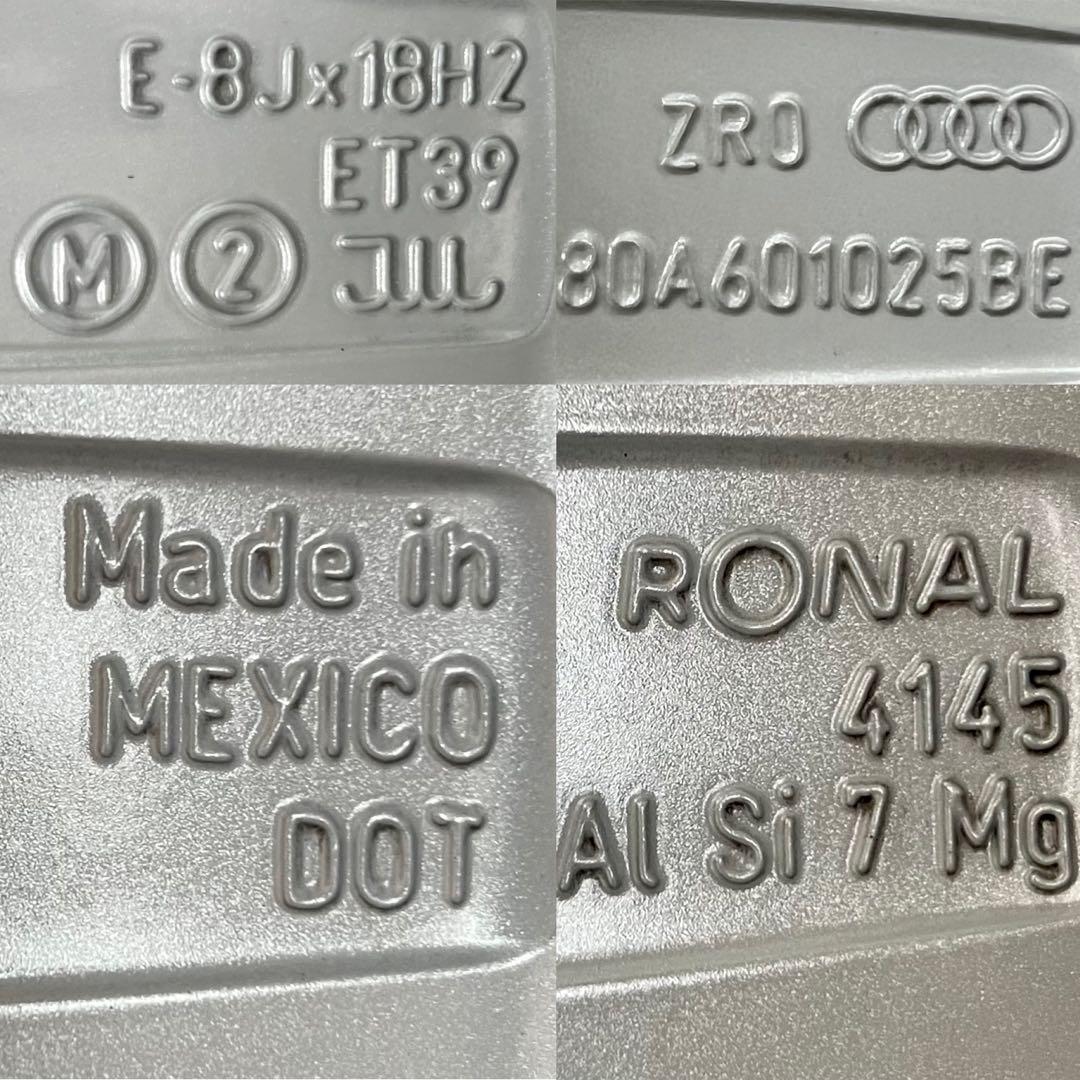 E-8Jx18H2
ET39
M 2 JWL
ZR0
80A601025BE
Made in
MEXICO
DOT
RONAL
4145
Al Si 7 Mg